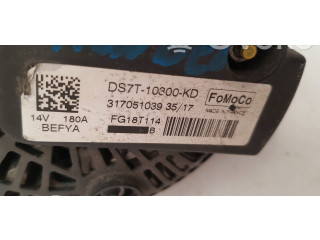 DS7T-10300-KD
317051039 35/17
FoMoCo
14V 180A
FG18T114
BEFYA
B